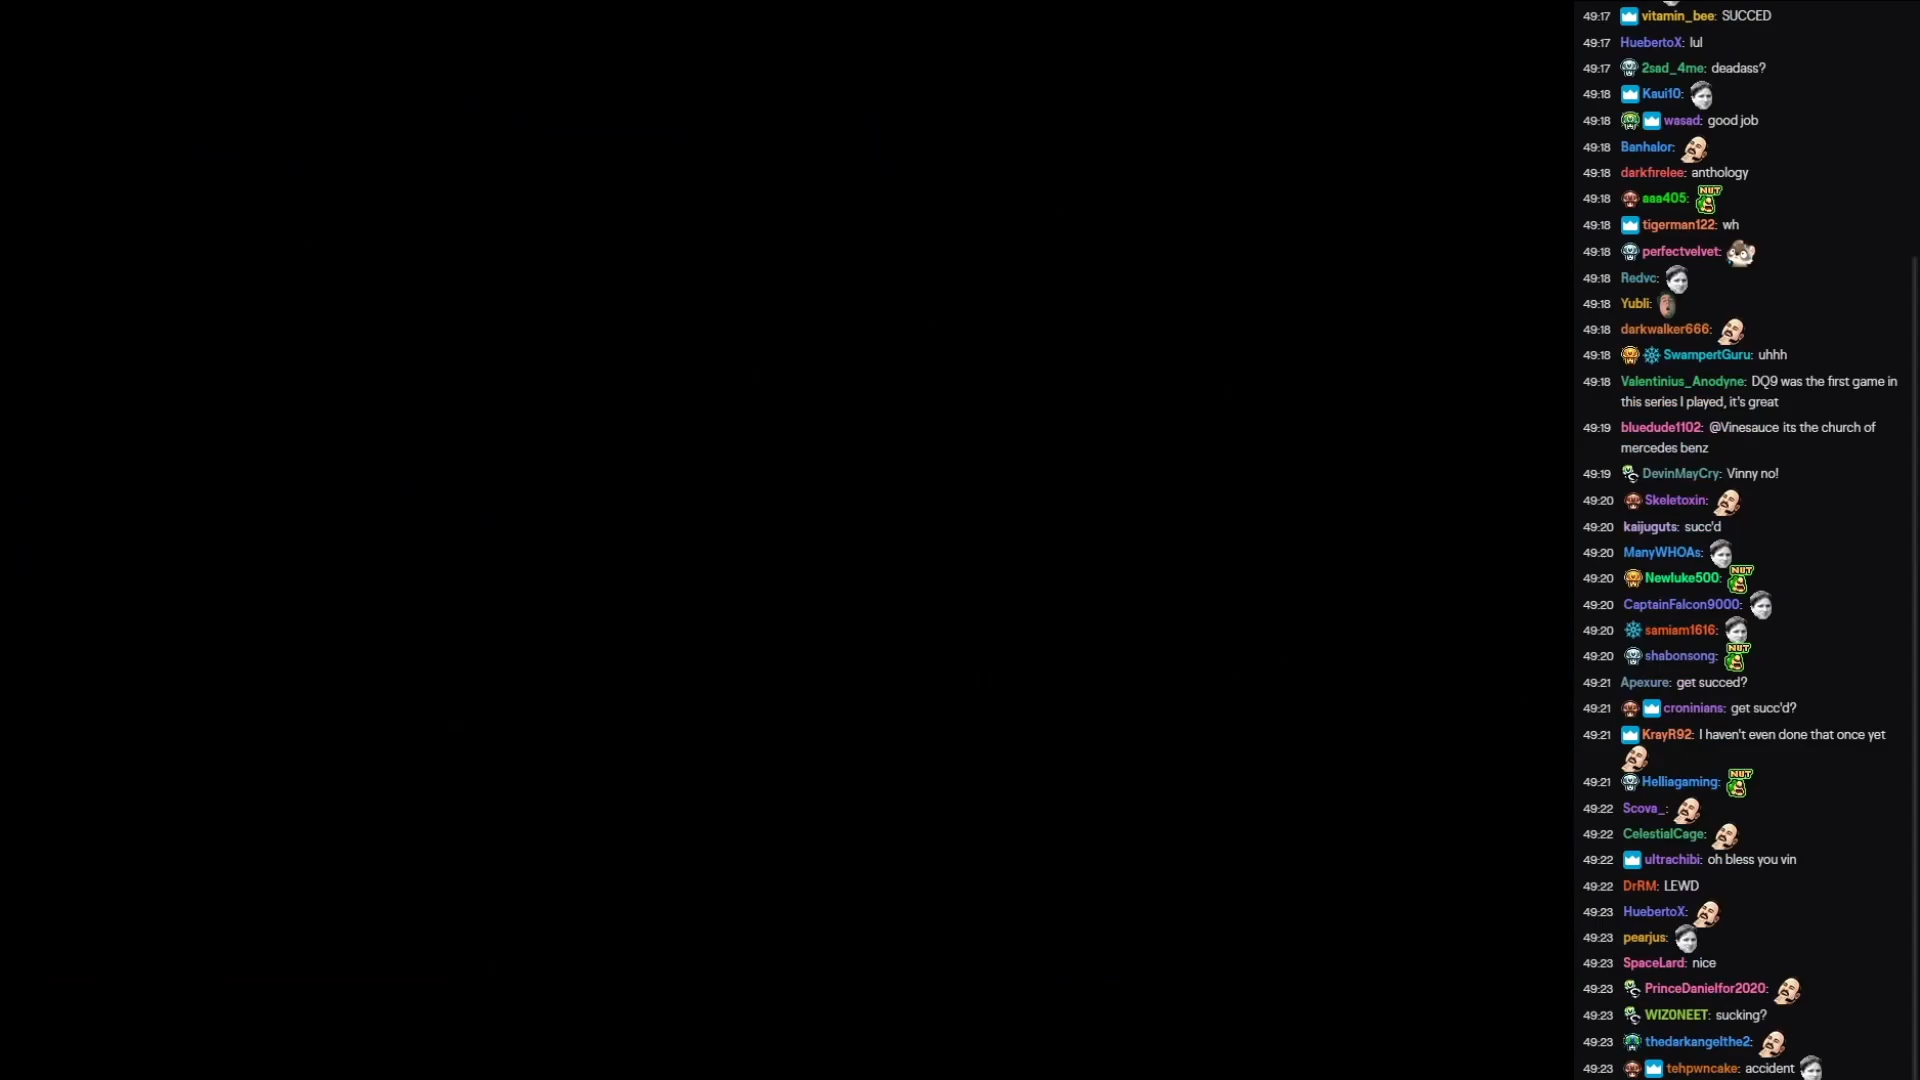 49:17 vitamin_bee: SUCCED
49:17 HuebertoX: lul
49:17 2sad_4me: deadass?
49:18 Kaui10:
49:18 wasad: good job
49:18 Banhalor:
49:18 darkfirelee: anthology
49:18 aaa405: NUT
49:18 tigerman122: wh
49:18 perfectvelvet:
49:18 Redvc:
49:18 Yubli:
49:18 darkwalker666:
49:18 SwampertGuru: uhhh
49:18 Valentinius_Anodyne: DQ9 was the first game in
this series I played, it's great
49:19 bluedude1102: @Vinesauce its the church of
mercedes benz
49:19 DevinMayCry: Vinny no!
49:20 Skeletoxin:
49:20 kaijuguts: succ'd
49:20 ManyWHOAs:
49:20 Newluke500: NUT
49:20 CaptainFalcon9000:
49:20 samiam1616:
49:20 shabonsong: NUT
49:21 Apexure: get succed?
49:21 croninians: get succ'd?
49:21 KrayR92: I haven't even done that once yet
49:21 Helliagaming: NUT
49:22 Scova_:
49:22 CelestialCage:
49:22 ultrachibi: oh bless you vin
49:22 DrRM: LEWD
49:23 HuebertoX:
49:23 pearjus:
49:23 SpaceLard: nice
49:23 PrinceDanielfor2020:
49:23 WIZ0NEET: sucking?
49:23 thedarkangelthe2:
49:23 tehpwncake: accident